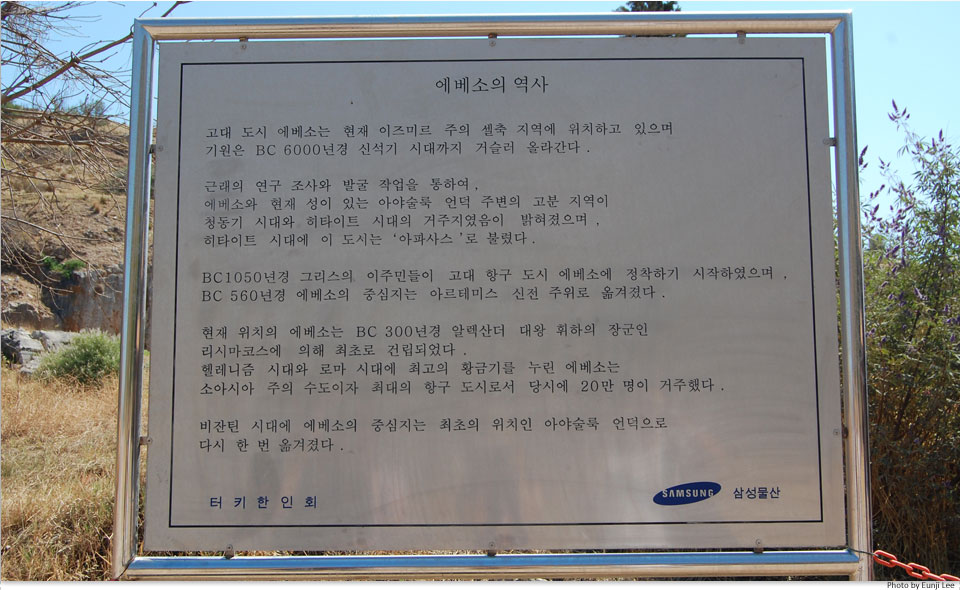 에베소의 역사
고대 도시 에베소는 현재 이즈미르 주의 셀축 지역에 위치하고 있으며
기원은 BC 6000년경 신석기 시대까지 거슬러 올라간다.
근래의 연구 조사와 발굴 작업을 통하여,
에베소와 현재 성이 있는 아야술룩 언덕 주변의 고분 지역이
청동기 시대와 히타이트 시대의 거주지였음이 밝혀졌으며,
히타이트 시대에 이 도시는 '아파사스'로 불렸다.
BC1050년경 그리스의 이주민들이 고대 항구 도시 에베소에 정착하기 시작하였으며,
BC 560년경 에베소의 중심지는 아르테미스 신전 주위로 옮겨졌다.
현재 위치의 에베소는 BC 300년경 알렉산더 대왕 휘하의 장군인
리시마코스에 의해 최초로 건립되었다.
헬레니즘 시대와 로마 시대에 최고의 황금기를 누린 에베소는
소아시아 주의 수도이자 최대의 항구 도시로서 당시에 20만 명이 거주했다.
비잔틴 시대에 에베소의 중심지는 최초의 위치인 아야술룩 언덕으로
다시 한 번 옮겨졌다.
터키한인회
SAMSUNG 삼성물산
Photo by Eunji Lee